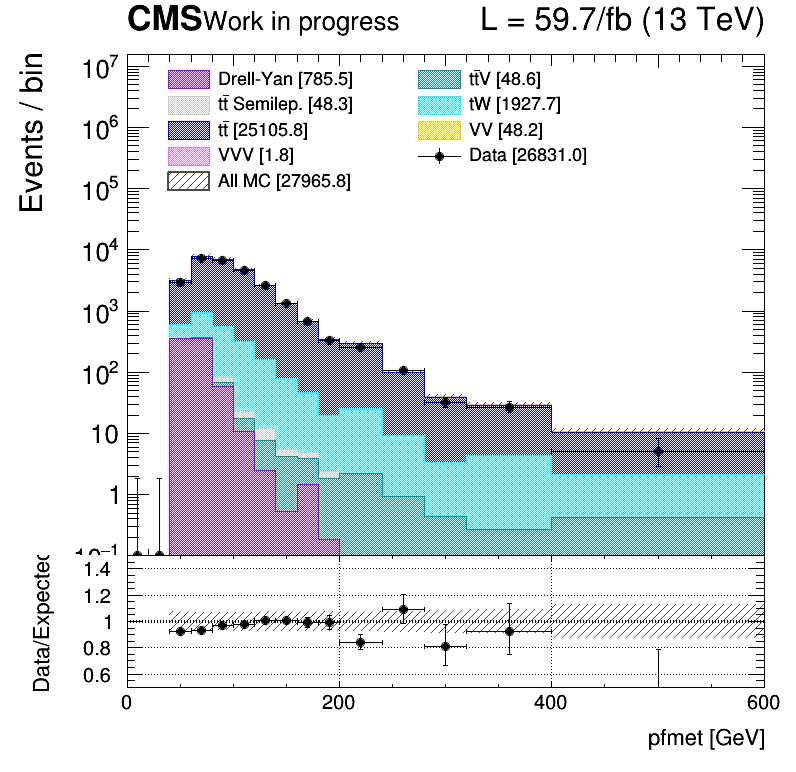 CMS Work in progress L = 59.7/fb (13 TeV)
Events / bin
Drell-Yan [785.5]
tt̄ Semilep. [48.3]
tt̄ [25105.8]
VVV [1.8]
All MC [27965.8]
tt̄V [48.6]
tW [1927.7]
VV [48.2]
Data [26831.0]
10⁷
10⁶
10⁵
10⁴
10³
10²
10
1
10⁻¹
Data/Expected
1.4
1.2
1
0.8
0.6
0 200 400 600
pfmet [GeV]